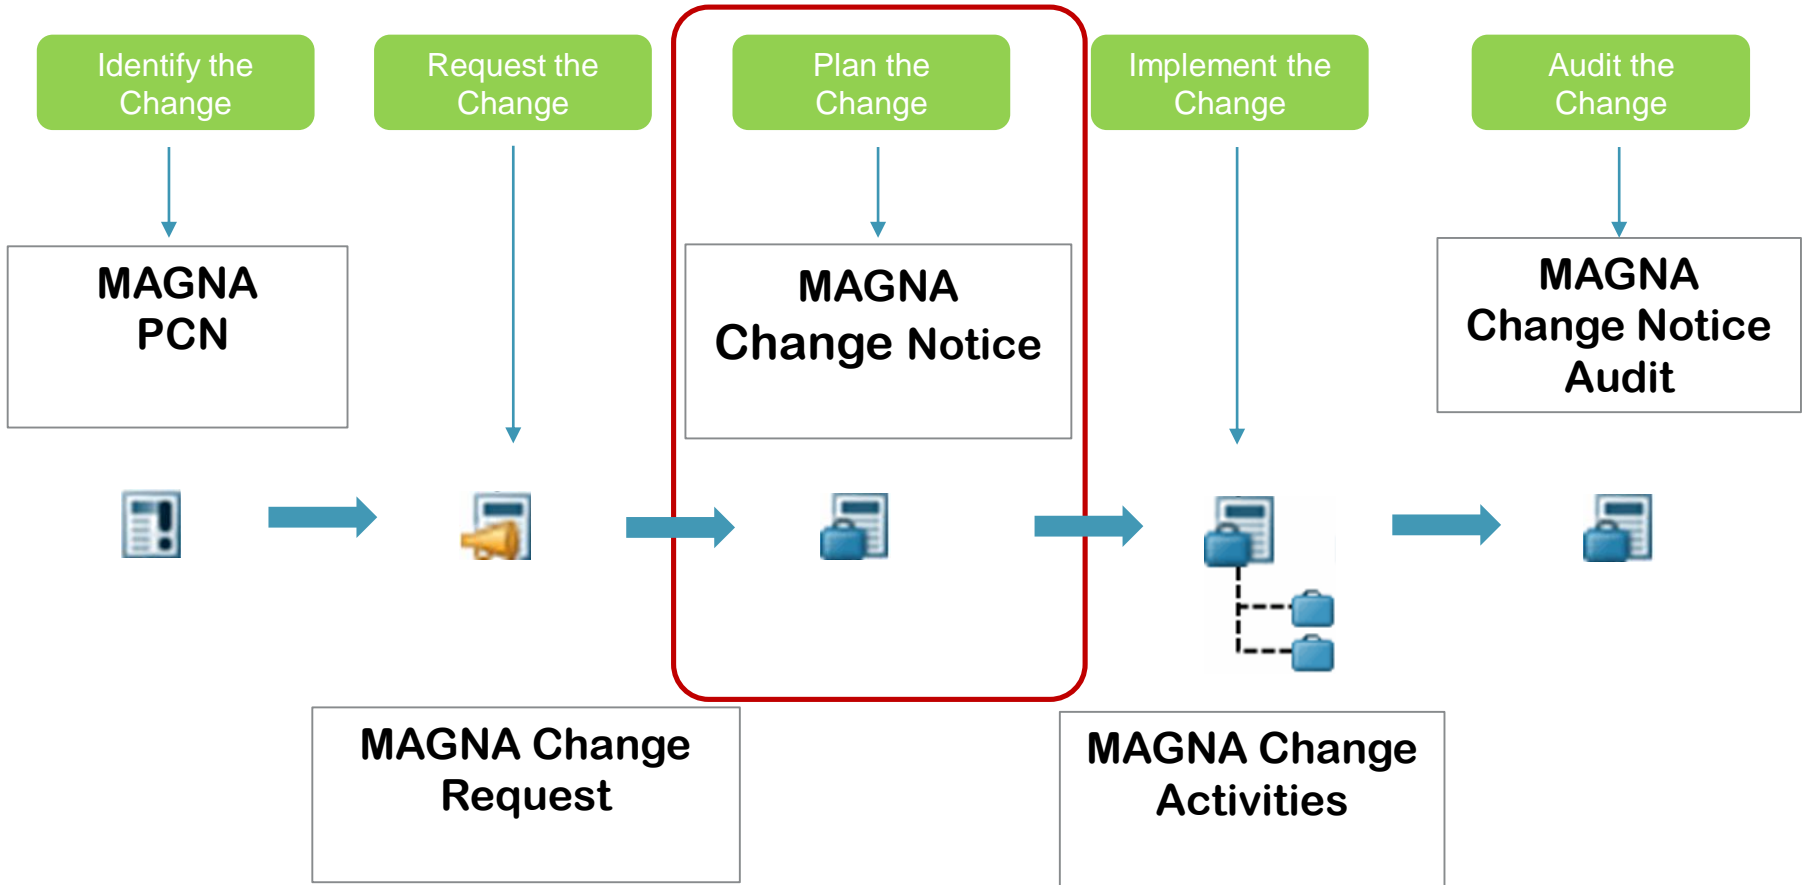 Identify the
Change
Request the
Change
Plan the
Change
Implement the
Change
Audit the
Change
MAGNA
PCN
MAGNA
Change Notice
MAGNA
Change Notice
Audit
MAGNA Change
Request
MAGNA Change
Activities